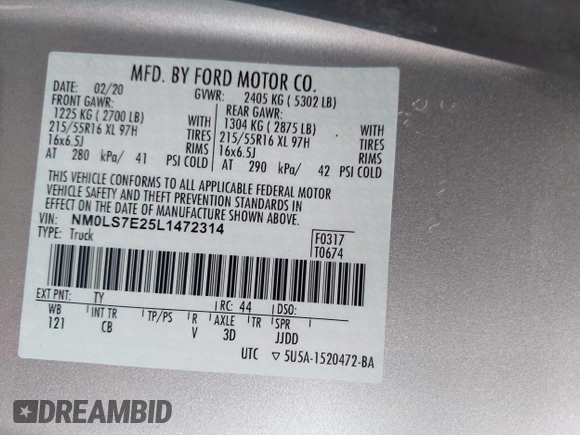 MFD. BY FORD MOTOR CO.
DATE: 02/20 GVWR: 2405 KG ( 5302 LB)
FRONT GAWR: REAR GAWR:
1225 KG ( 2700 LB) WITH 1304 KG ( 2875 LB) WITH
215/55R16 XL 97H TIRES 215/55R16 XL 97H TIRES
16x6.5J RIMS 16x6.5J RIMS
AT 280 kPa/ 41 PSI COLD AT 290 kPa/ 42 PSI COLD
THIS VEHICLE CONFORMS TO ALL APPLICABLE FEDERAL MOTOR
VEHICLE SAFETY AND THEFT PREVENTION STANDARDS IN
EFFECT ON THE DATE OF MANUFACTURE SHOWN ABOVE.
VIN: NM0LS7E25L1472314
TYPE: Truck
F0317
T0674
EXT PNT: TY RC: 44 DSO:
WB INT TR TP/PS R AXLE TR SPR
121 CB V 3D JJDD
UTC ▽ 5U5A-1520472-BA
DREAMBID